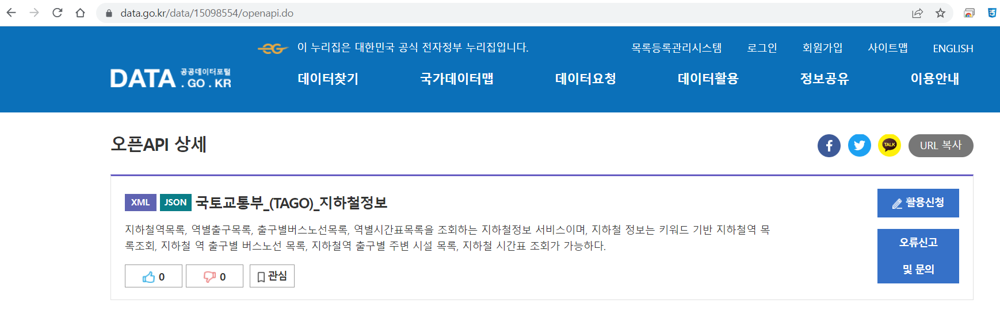 data.go.kr/data/15098554/openapi.do
이 누리집은 대한민국 공식 전자정부 누리집입니다.
목록등록관리시스템 로그인 회원가입 사이트맵 ENGLISH
DATA 공공데이터포털
.GO.KR
데이터찾기 국가데이터맵 데이터요청 데이터활용 정보공유 이용안내
오픈API 상세
f TALK URL 복사
XML JSON 국토교통부_(TAGO)_지하철정보
활용신청
지하철역목록, 역별출구목록, 출구별버스노선목록, 역별시간표목록을 조회하는 지하철정보 서비스이며, 지하철 정보는 키워드 기반 지하철역 목
록조회, 지하철 역 출구별 버스노선 목록, 지하철역 출구별 주변 시설 목록, 지하철 시간표 조회가 가능하다.
오류신고
및 문의
0 0 관심